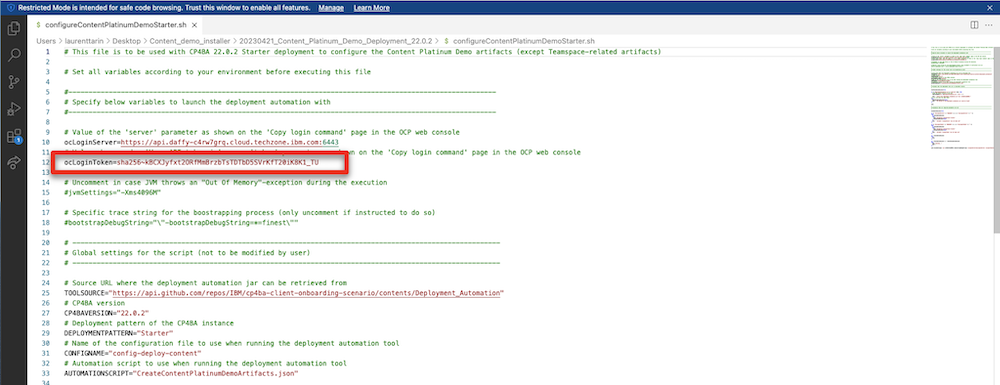 Restricted Mode is intended for safe code browsing. Trust this window to enable all features. Manage Learn More
configureContentPlatinumDemoStarter.sh
Users > laurenttarin > Desktop > Content_demo_installer > 20230421_Content_Platinum_Demo_Deployment_22.0.2 > configureContentPlatinumDemoStarter.sh
1 # This file is to be used with CP4BA 22.0.2 Starter deployment to configure the Content Platinum Demo artifacts (except Teamspace-related artifacts)
2
3 # Set all variables according to your environment before executing this file
4
5 #----------------------------------------------------------------------------------------------------
6 # Specify below variables to launch the deployment automation with
7 #----------------------------------------------------------------------------------------------------
8
9 # Value of the 'server' parameter as shown on the 'Copy login command' page in the OCP web console
10 ocLoginServer=https://api.daffy-c4rw7grq.cloud.techzone.ibm.com:6443
11 on the 'Copy login command' page in the OCP web console
12 ocLoginToken=sha256~kBCXJyfxt2ORfMmBrzbTsTDTbD5SVrKfT20iK8KI_TU
13
14 # Uncomment in case JVM throws an "Out Of Memory"-exception during the execution
15 #jvmSettings="-Xms4096M"
16
17 # Specific trace string for the boostrapping process (only uncomment if instructed to do so)
18 #bootstrapDebugString="\"-bootstrapDebugString=*=finest\""
19
20 # ----------------------------------------------------------------------------------------------------
21 # Global settings for the script (not to be modified by user)
22 # ----------------------------------------------------------------------------------------------------
23
24 # Source URL where the deployment automation jar can be retrieved from
25 TOOLSOURCE="https://api.github.com/repos/IBM/cp4ba-client-onboarding-scenario/contents/Deployment_Automation"
26 # CP4BA version
27 CP4BAVERSION="22.0.2"
28 # Deployment pattern of the CP4BA instance
29 DEPLOYMENTPATTERN="Starter"
30 # Name of the configuration file to use when running the deployment automation tool
31 CONFIGNAME="config-deploy-content"
32 # Automation script to use when running the deployment automation tool
33 AUTOMATIONSCRIPT="CreateContentPlatinumDemoArtifacts.json"
34